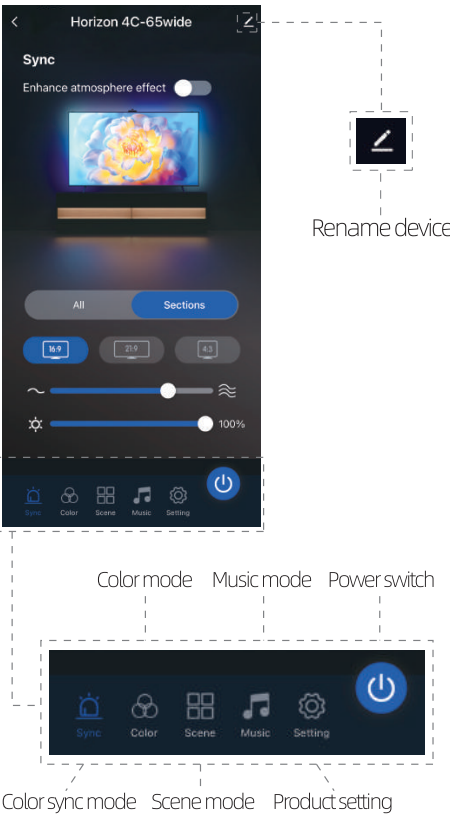 Horizon 4C-65wide
Sync
Enhance atmosphere effect
Rename device
All Sections
16:9 21:9 4:3
100%
Sync Color Scene Music Setting
Color mode Music mode Power switch
Sync Color Scene Music Setting
Color sync mode Scene mode Product setting